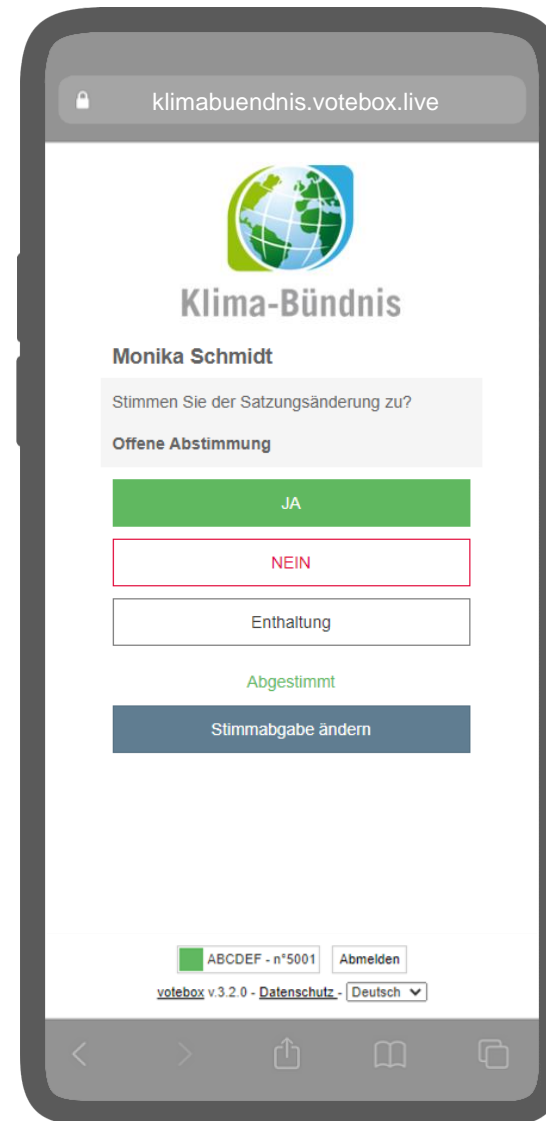 klimabuendnis.votebox.live
Klima-Bündnis
Monika Schmidt
Stimmen Sie der Satzungsänderung zu?
Offene Abstimmung
JA
NEIN
Enthaltung
Abgestimmt
Stimmabgabe ändern
ABCDEF - n°5001 Abmelden
votebox v.3.2.0 - Datenschutz - Deutsch